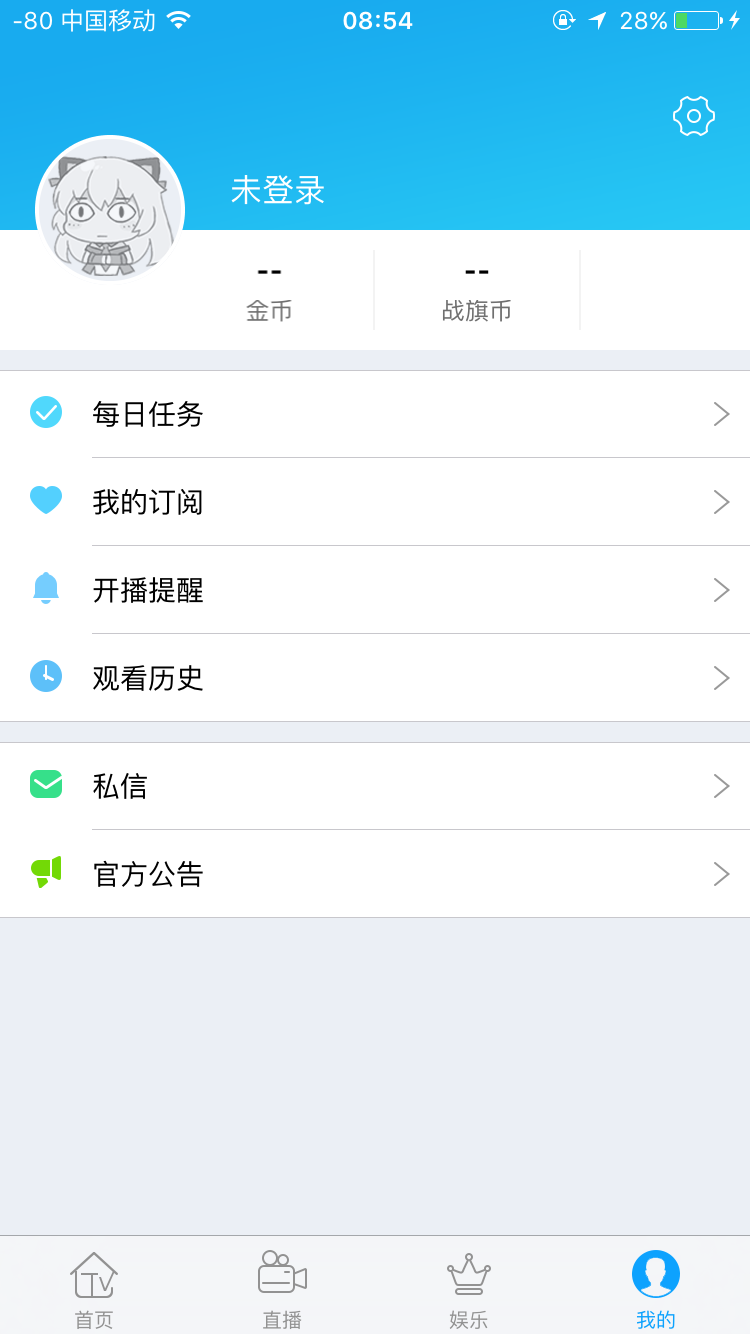 -80 中国移动 08:54 28%
未登录
-- --
金币 战旗币
每日任务
我的订阅
开播提醒
观看历史
私信
官方公告
TV
首页 直播 娱乐 我的